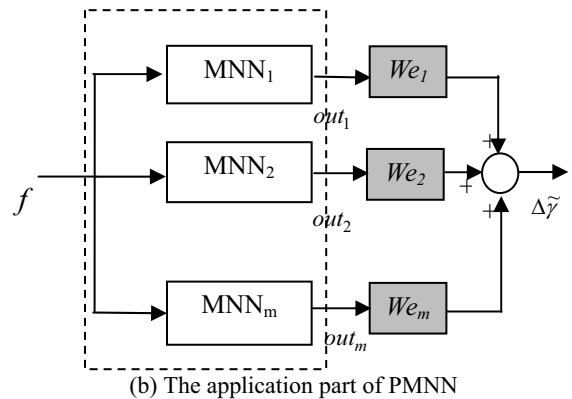 MNN₁
We₁
out₁
+
MNN₂
We₂
f
+
out₂
+
Δγ̃
MNNₘ
Weₘ
outₘ
(b) The application part of PMNN